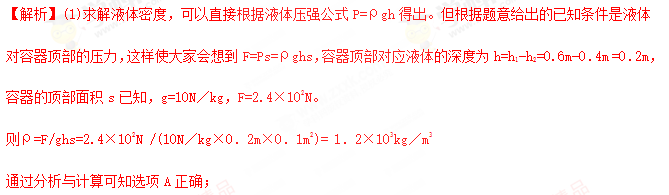 【解析】(1)求解液体密度，可以直接根据液体压强公式 P=ρgh 得出。但根据题意给出的已知条件是液体
对容器顶部的压力，这样使大家会想到 F=Ps=ρghs，容器顶部对应液体的深度为 h=h₁-h₂=0.6m-0.4m=0.2m，
容器的顶部面积 s 已知，g=10N／kg，F=2.4×10²N。
则ρ=F/ghs=2.4×10²N /(10N／kg×0．2m×0．1m²)= 1．2×10³kg／m³
通过分析与计算可知选项 A 正确；